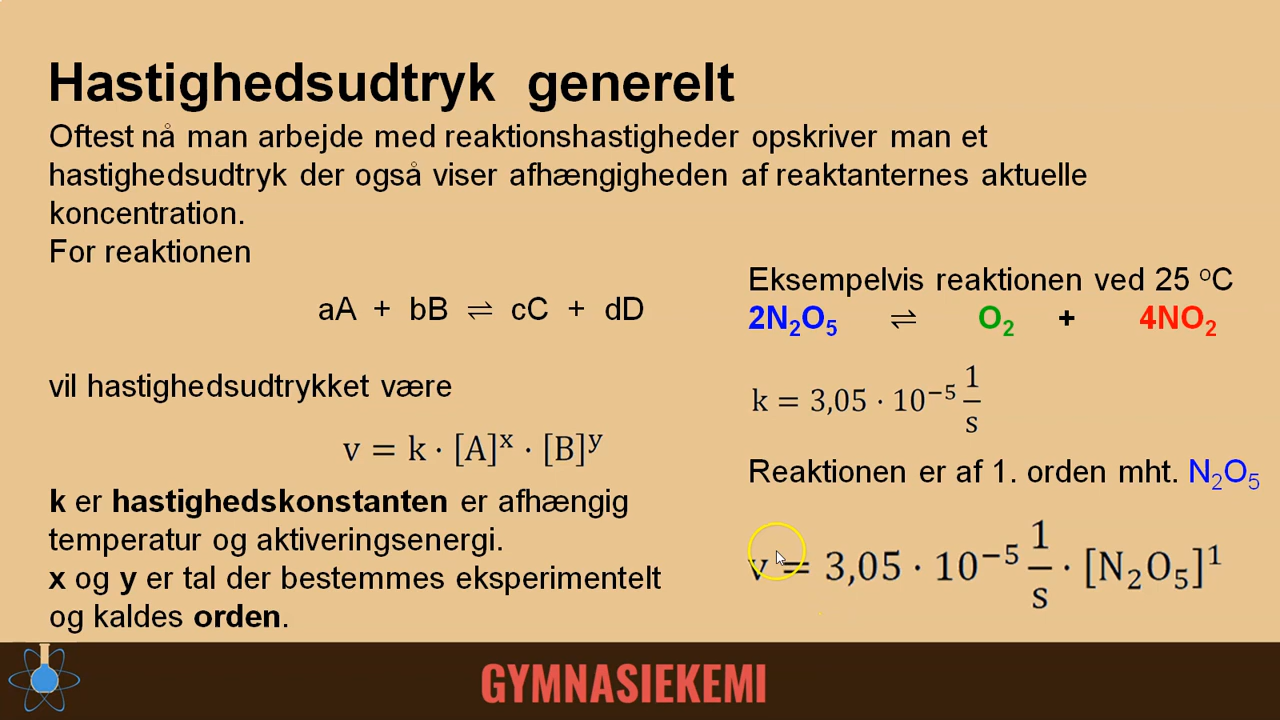 Hastighedsudtryk generelt
Oftest nå man arbejde med reaktionshastigheder opskriver man et
hastighedsudtryk der også viser afhængigheden af reaktanternes aktuelle
koncentration.
For reaktionen
aA + bB ⇌ cC + dD
vil hastighedsudtrykket være
v = k · [A]ˣ · [B]ʸ
k er hastighedskonstanten er afhængig
temperatur og aktiveringsenergi.
x og y er tal der bestemmes eksperimentelt
og kaldes orden.
Eksempelvis reaktionen ved 25 ºC
2N₂O₅ ⇌ O₂ + 4NO₂
k = 3,05 · 10⁻⁵ 1/s
Reaktionen er af 1. orden mht. N₂O₅
v = 3,05 · 10⁻⁵ 1/s · [N₂O₅]¹
GYMNASIEKEMI